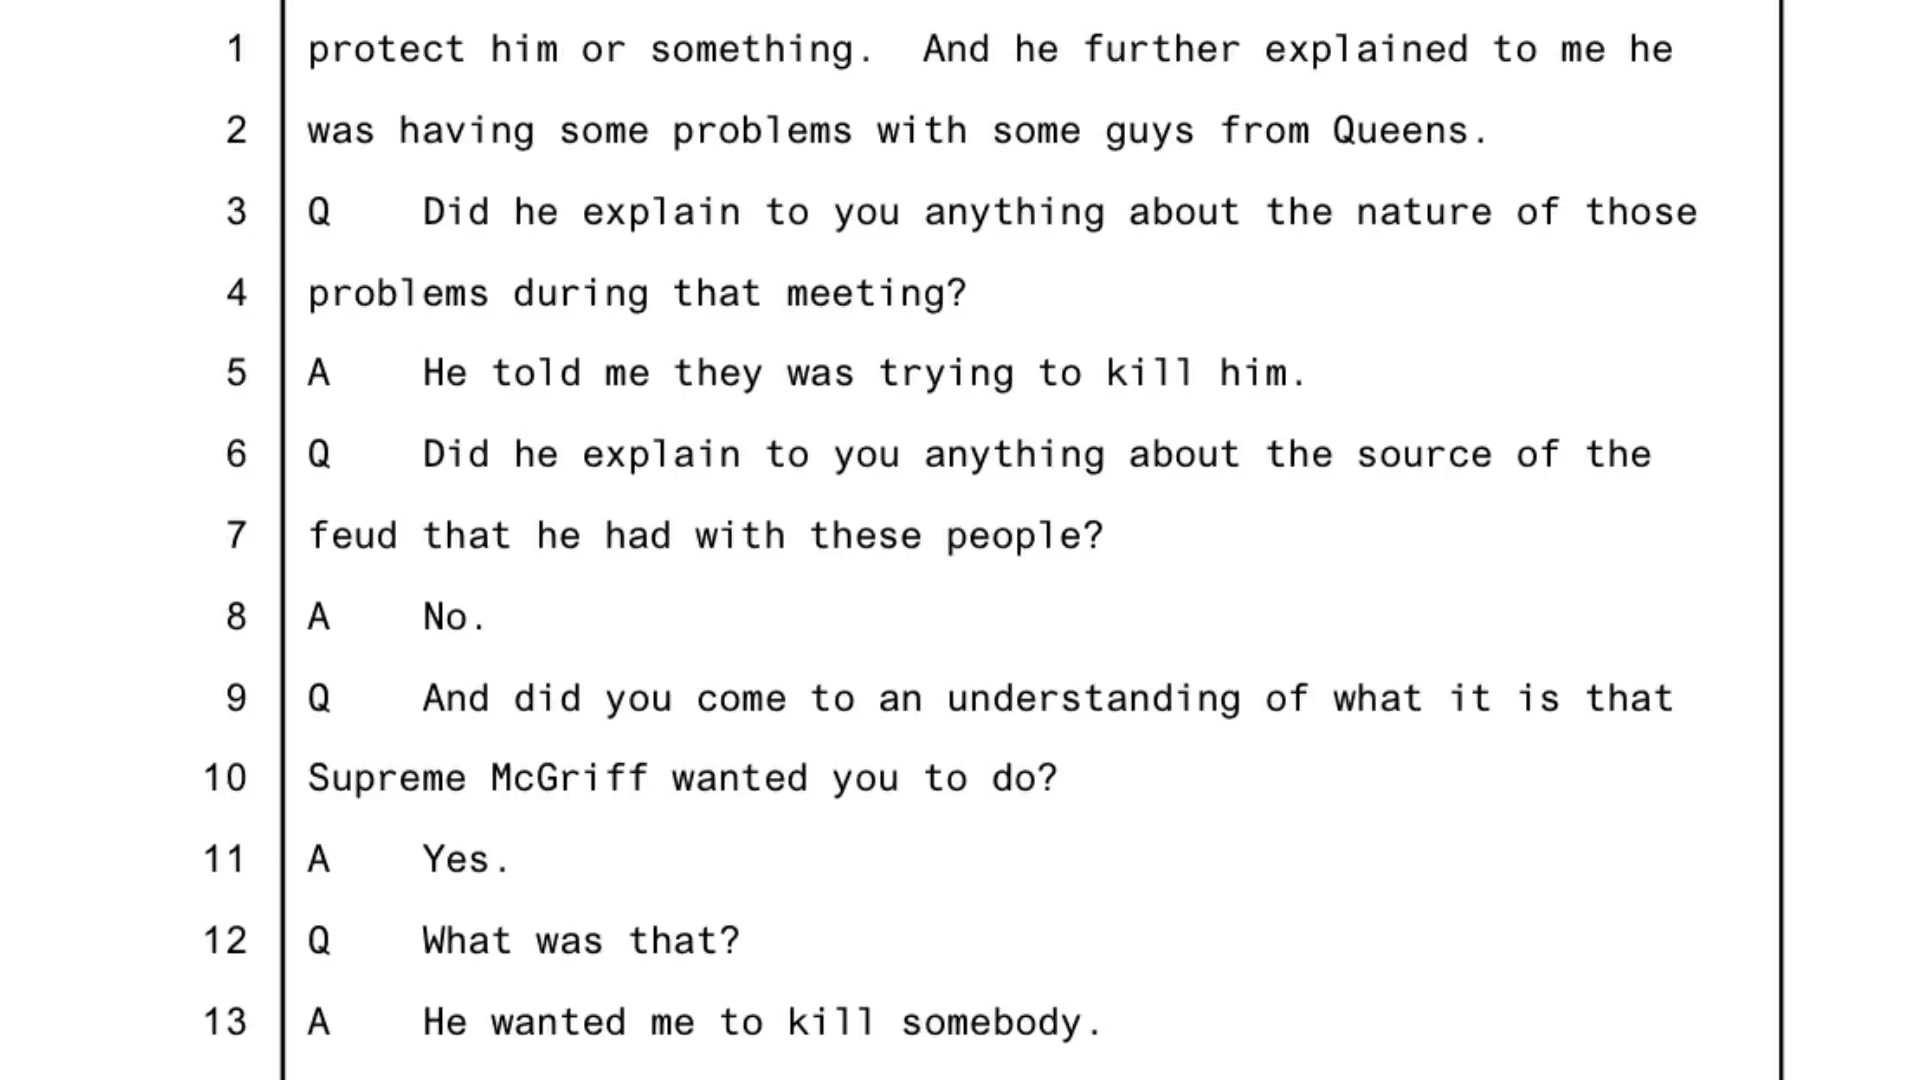 1 protect him or something. And he further explained to me he
2 was having some problems with some guys from Queens.
3 Q Did he explain to you anything about the nature of those
4 problems during that meeting?
5 A He told me they was trying to kill him.
6 Q Did he explain to you anything about the source of the
7 feud that he had with these people?
8 A No.
9 Q And did you come to an understanding of what it is that
10 Supreme McGriff wanted you to do?
11 A Yes.
12 Q What was that?
13 A He wanted me to kill somebody.